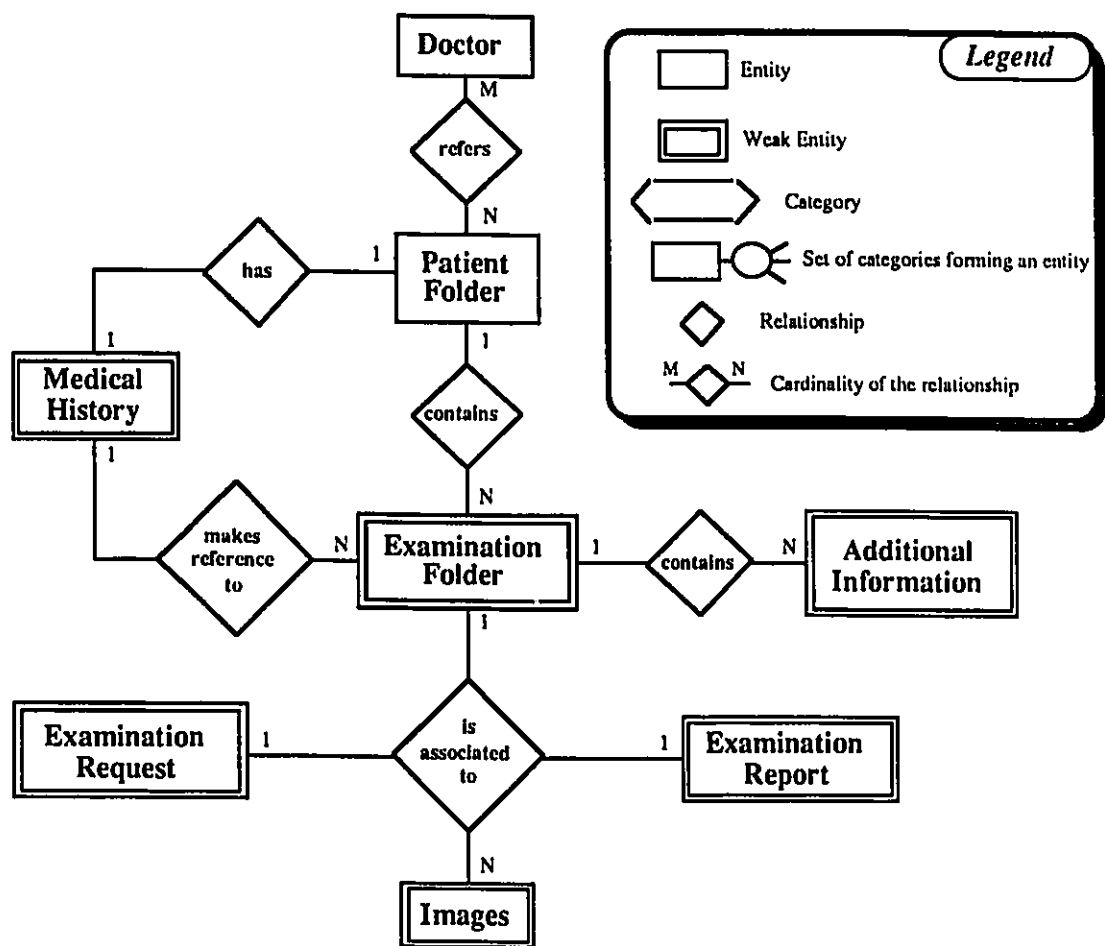 Doctor
M
refers
N
has
1
Patient
Folder
1
1
Medical
History
1
contains
N
makes
reference
to
N
Examination
Folder
1
contains
N
Additional
Information
1
Examination
Request
1
is
associated
to
1
Examination
Report
N
Images
Legend
Entity
Weak Entity
Category
Set of categories forming an entity
Relationship
M
N
Cardinality of the relationship